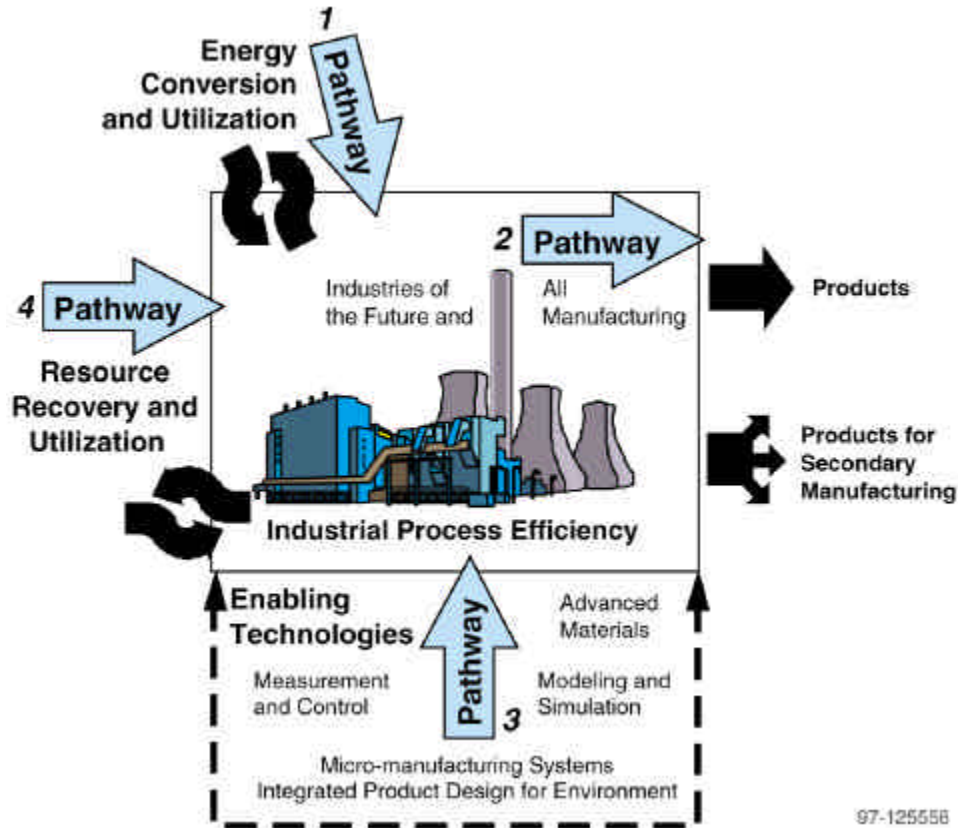 1
Energy
Conversion
and Utilization
Pathway
2
Pathway
4
Pathway
Industries of
the Future and
All
Manufacturing
Products
Resource
Recovery and
Utilization
Products for
Secondary
Manufacturing
Industrial Process Efficiency
Enabling
Technologies
Pathway
3
Advanced
Materials
Measurement
and Control
Modeling and
Simulation
Micro-manufacturing Systems
Integrated Product Design for Environment
97-125556